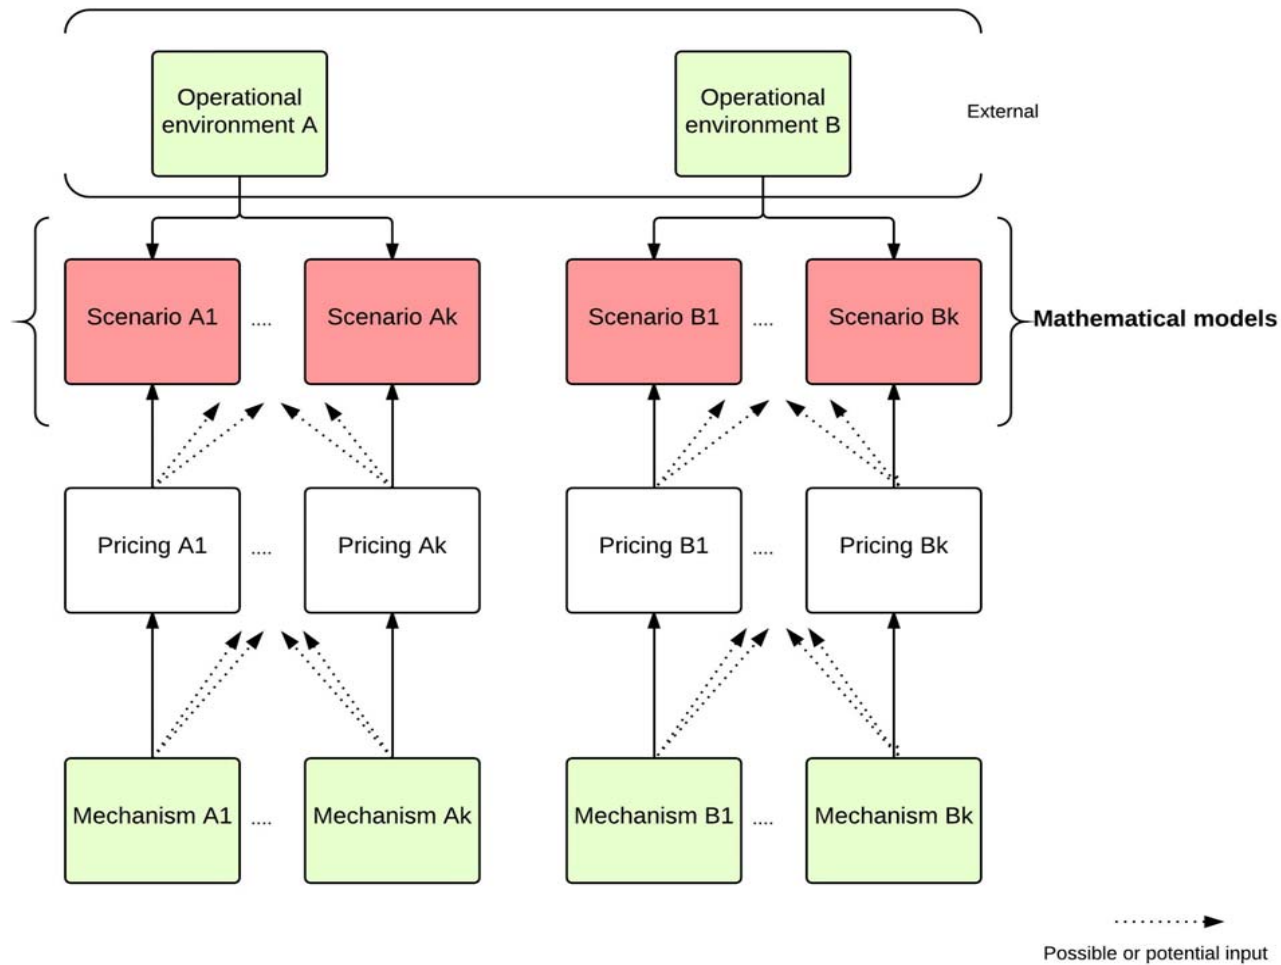 Operational
environment A
Operational
environment B
External
Scenario A1
....
Scenario Ak
Scenario B1
....
Scenario Bk
Mathematical models
Pricing A1
....
Pricing Ak
Pricing B1
....
Pricing Bk
Mechanism A1
....
Mechanism Ak
Mechanism B1
....
Mechanism Bk
Possible or potential input